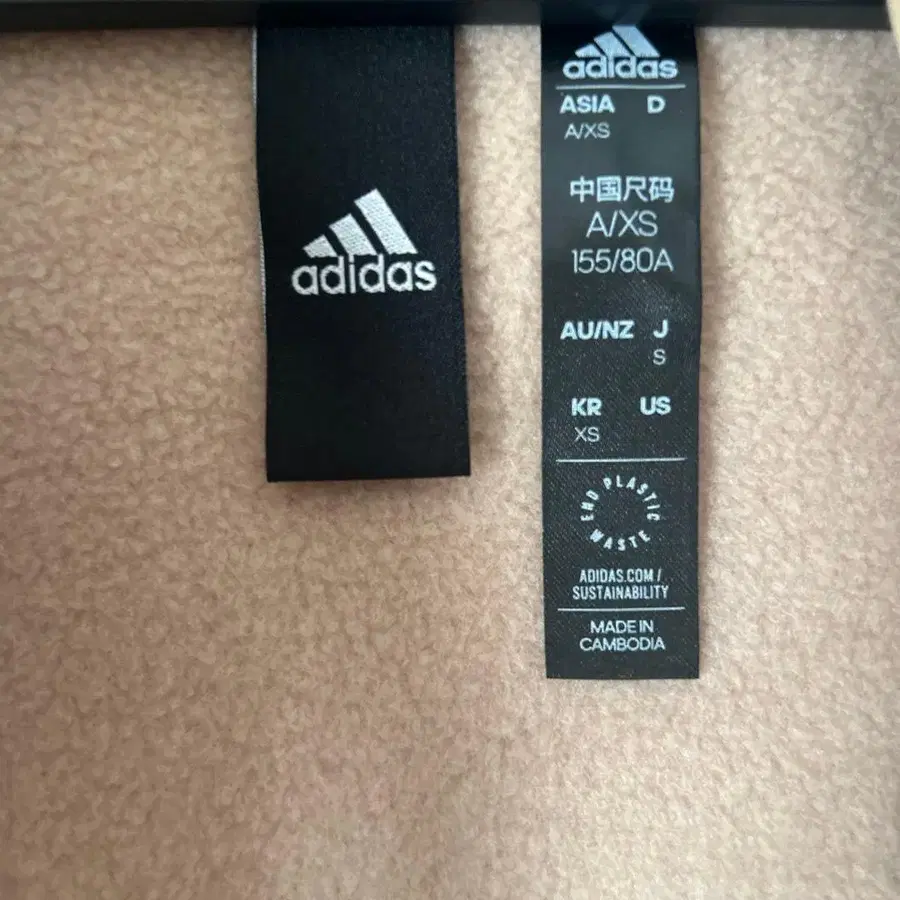 adidas
adidas
ASIA D
A/XS
中国尺码
A/XS
155/80A
AU/NZ J
S
KR US
XS
END PLASTIC WASTE
ADIDAS.COM /
SUSTAINABILITY
MADE IN
CAMBODIA